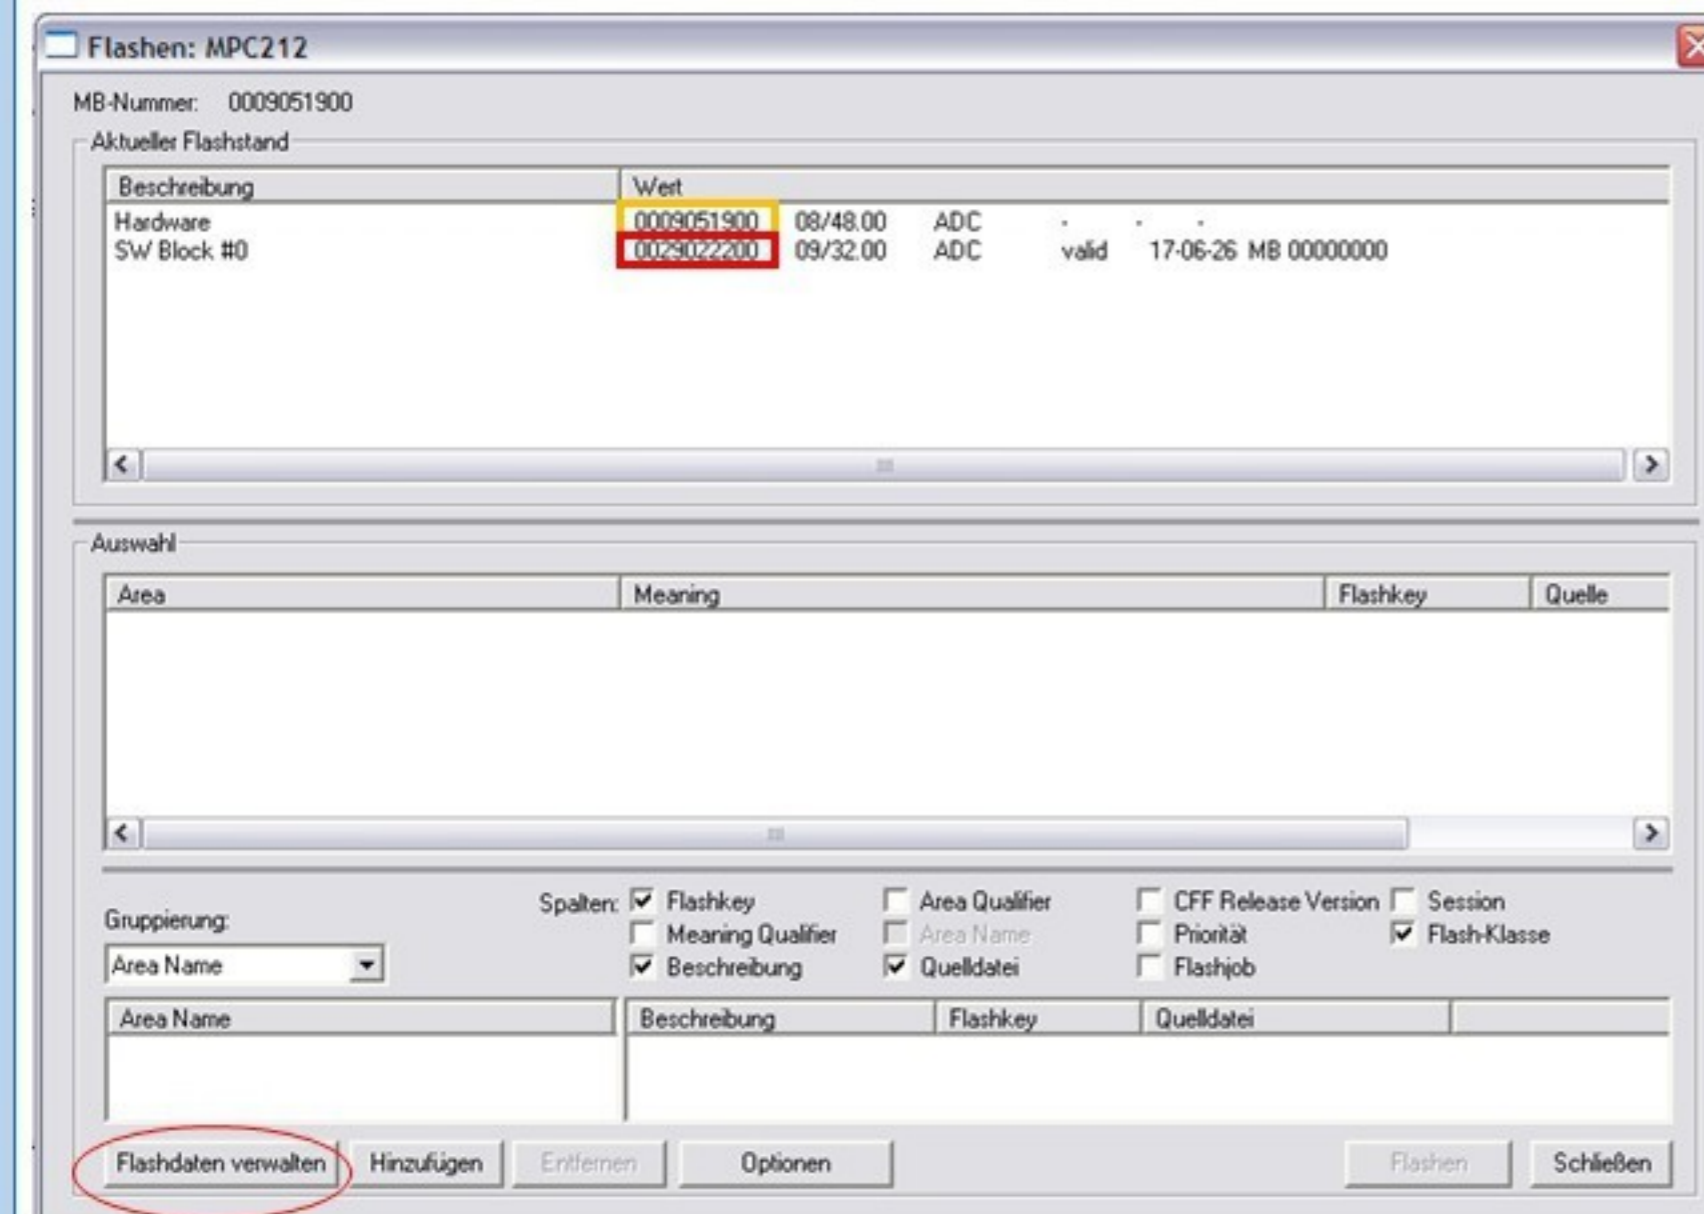 Flashen: MPC212
MB-Nummer: 0009051900
Aktueller Flashstand
Beschreibung Wert
Hardware 0009051900 08/48.00 ADC - - -
SW Block #0 0029022200 09/32.00 ADC valid 17-06-26 MB 00000000
Auswahl
Area Meaning Flashkey Quelle
Gruppierung: Spalten: Flashkey Area Qualifier CFF Release Version Session
Meaning Qualifier Area Name Priorität Flash-Klasse
Area Name Beschreibung Quelldatei Flashjob
Area Name Beschreibung Flashkey Quelldatei
Flashdaten verwalten Hinzufügen Entfernen Optionen Flashen Schließen